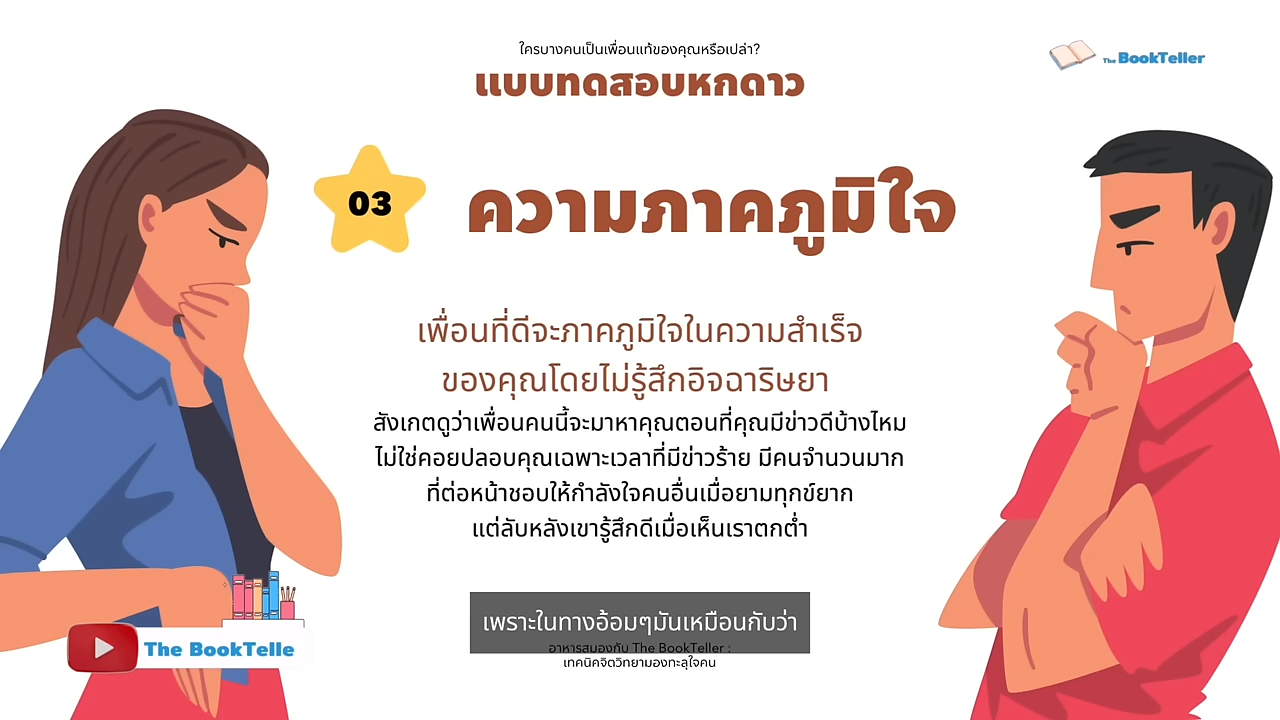 ใครบางคนเป็นเพื่อนแท้ของคุณหรือเปล่า?
แบบทดสอบหกดาว
The BookTeller
03
ความภาคภูมิใจ
เพื่อนที่ดีจะภาคภูมิใจในความสำเร็จ
ของคุณโดยไม่รู้สึกอิจฉาริษยา
สังเกตดูว่าเพื่อนคนนี้จะมาหาคุณตอนที่คุณมีข่าวดีบ้างไหม
ไม่ใช่คอยปลอบคุณเฉพาะเวลาที่มีข่าวร้าย มีคนจำนวนมาก
ที่ต่อหน้าชอบให้กำลังใจคนอื่นเมื่อยามทุกข์ยาก
แต่ลับหลังเขารู้สึกดีเมื่อเห็นเราตกต่ำ
เพราะในทางอ้อมๆมันเหมือนกับว่า
อาหารสมองกับ The BookTeller :
เทคนิคจิตวิทยามองทะลุใจคน
The BookTelle